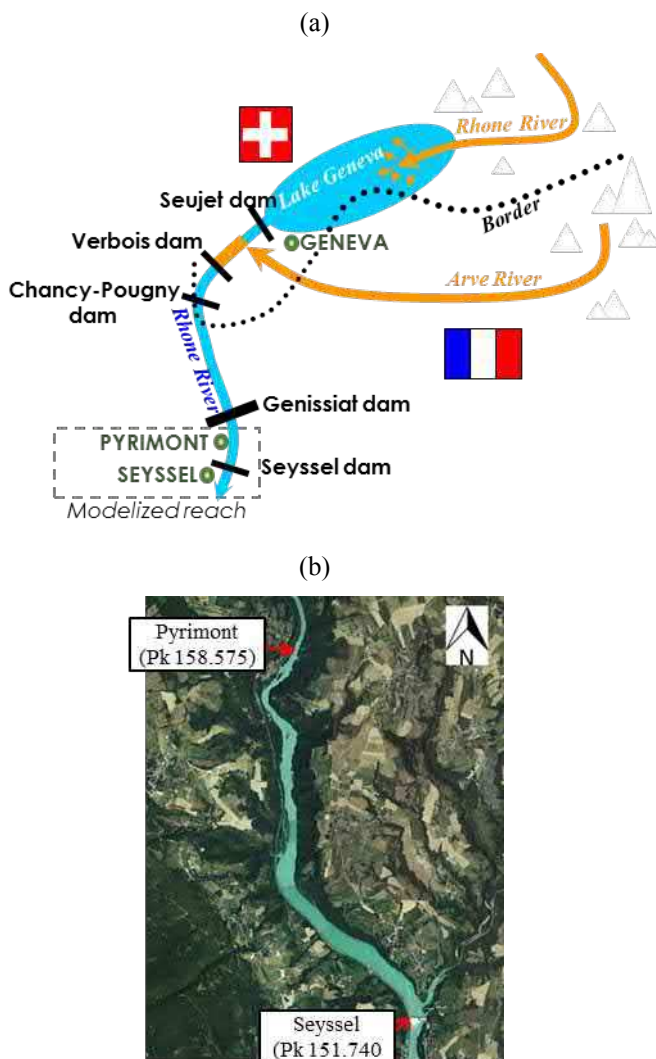 (a)
Rhone River
Lake Geneva
Border
Seujet dam
GENEVA
Verbois dam
Arve River
Chancy-Pougny
dam
Rhone River
Genissiat dam
PYRIMONT
SEYSSEL
Seyssel dam
Modelized reach
(b)
Pyrimont
(Pk 158.575)
N
Seyssel
(Pk 151.740